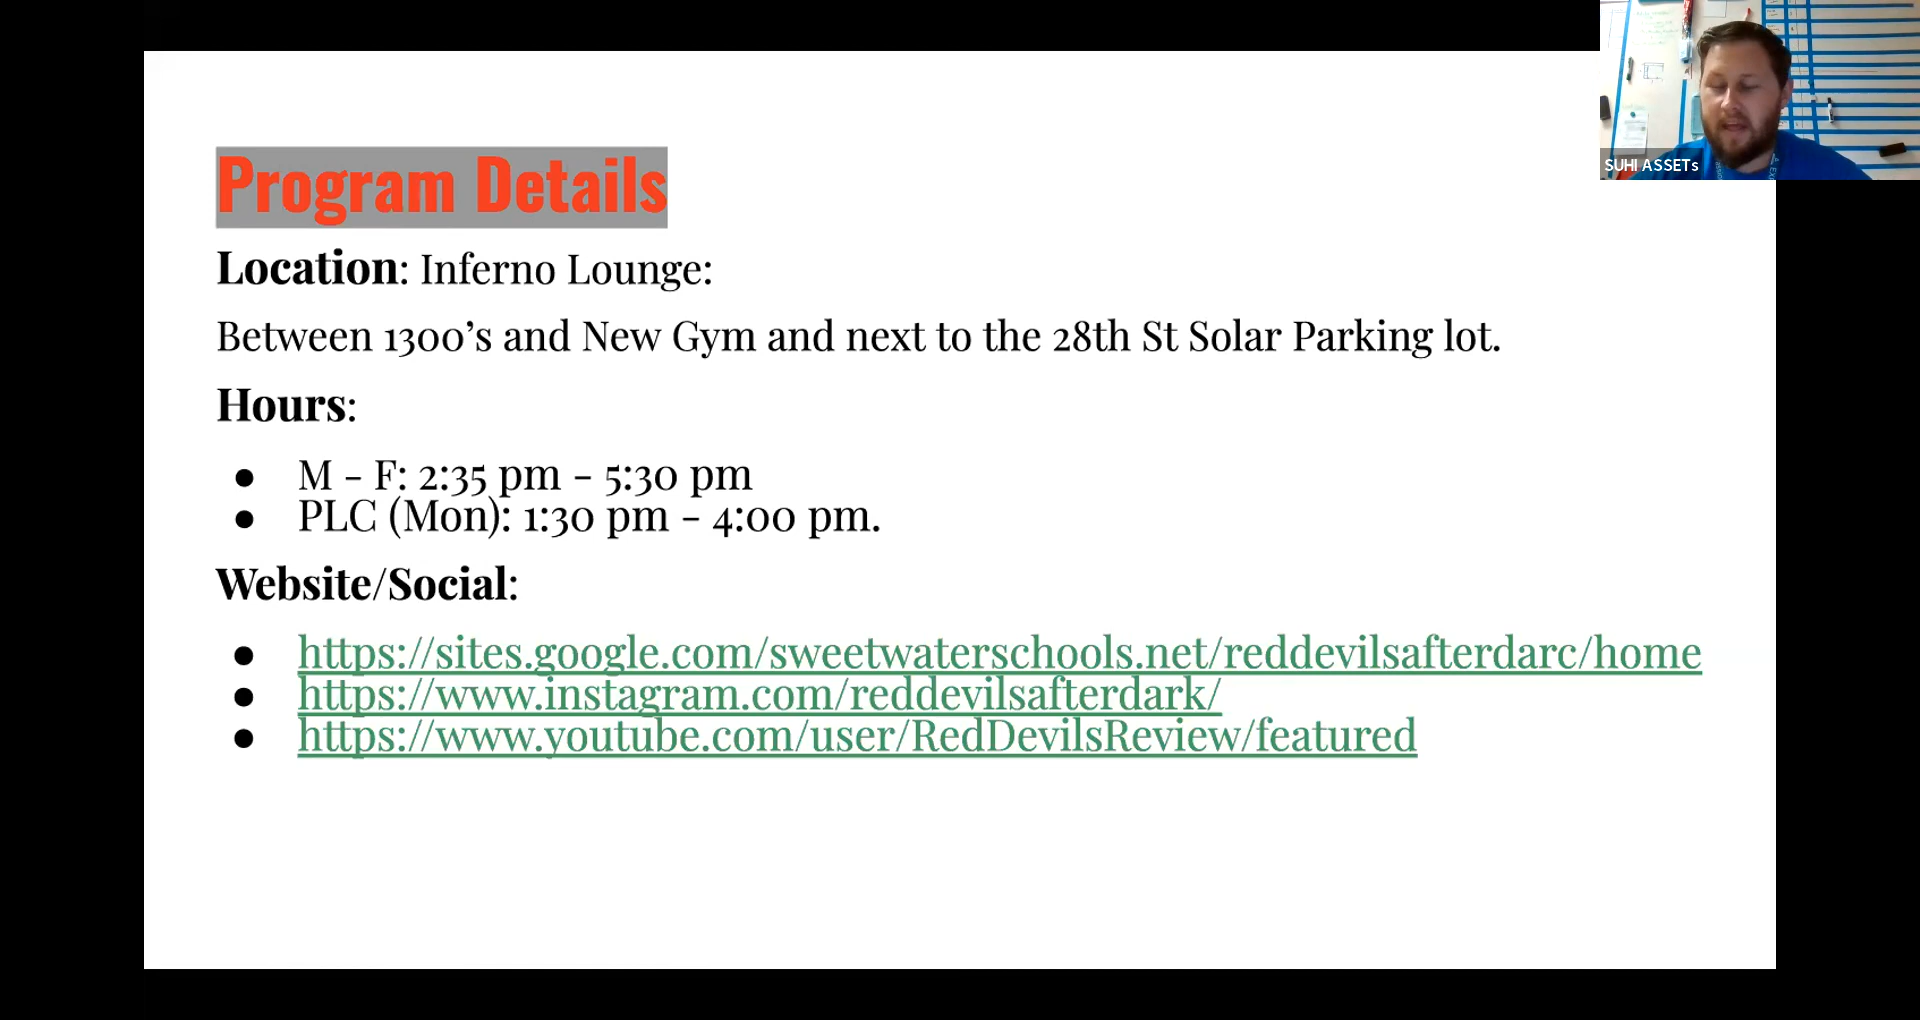 Program Details
Location: Inferno Lounge:
Between 1300’s and New Gym and next to the 28th St Solar Parking lot.
Hours:
● M - F: 2:35 pm - 5:30 pm
● PLC (Mon): 1:30 pm - 4:00 pm.
Website/Social:
● https://sites.google.com/sweetwaterschools.net/reddevilsafterdarc/home
● https://www.instagram.com/reddevilsafterdark/
● https://www.youtube.com/user/RedDevilsReview/featured
SUHI ASSETs